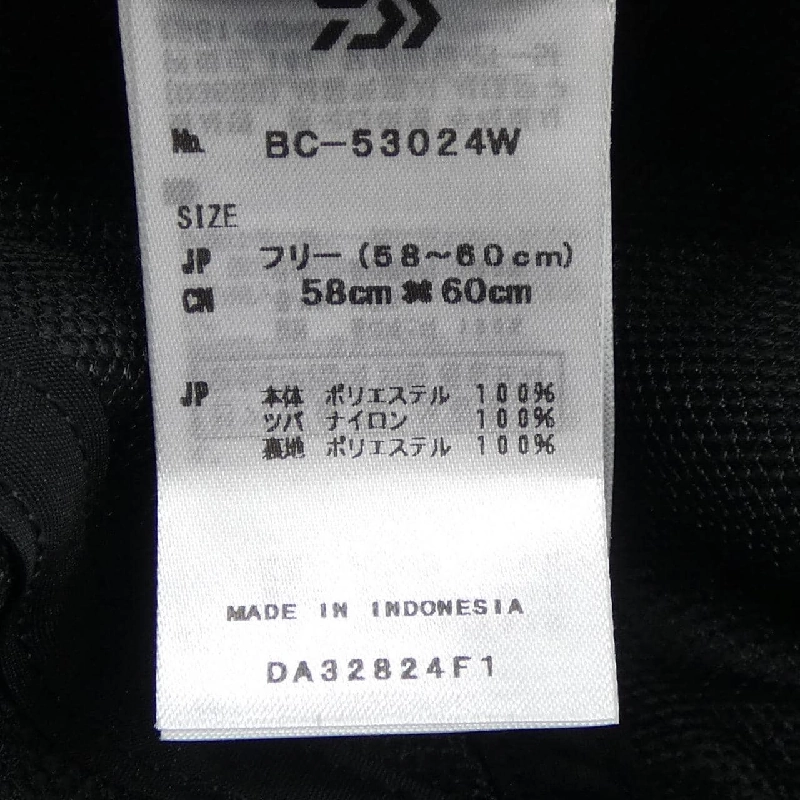 No. BC-53024W
SIZE
JP フリー (58～60cm)
CN 58cm 60cm
JP 本体 ポリエステル 100%
ツバ ナイロン 100%
裏地 ポリエステル 100%
MADE IN INDONESIA
DA32824F1